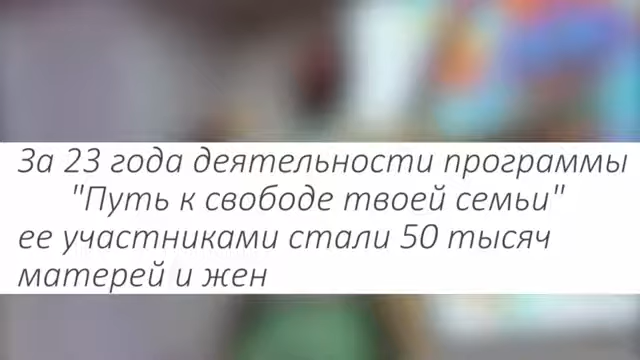 За 23 года деятельности программы
"Путь к свободе твоей семьи"
ее участниками стали 50 тысяч
матерей и жен